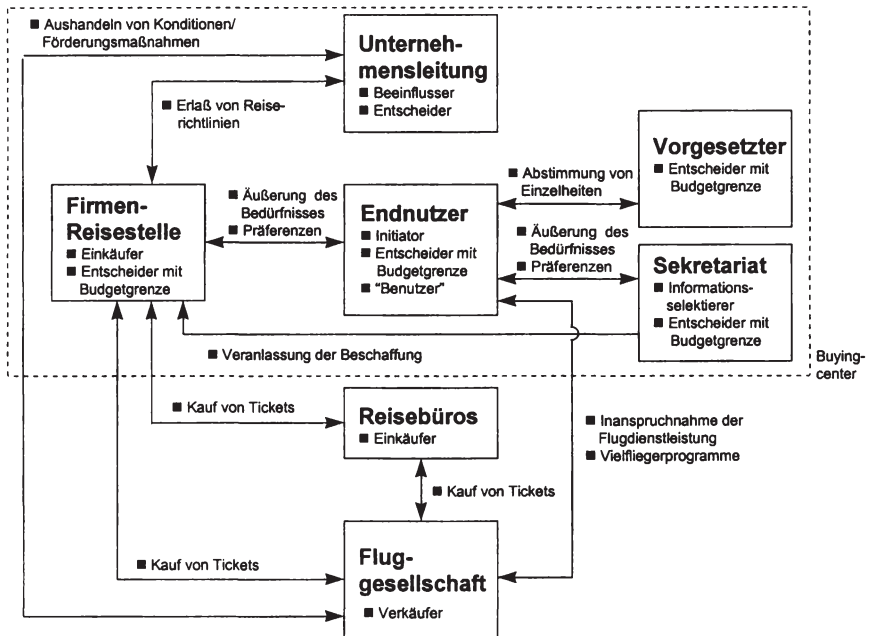 ■ Aushandeln von Konditionen/
Förderungsmaßnahmen
Unterneh-
mensleitung
■ Beeinflusser
■ Entscheider
■ Erlaß von Reise-
richtlinien
Vorgesetzter
■ Entscheider mit
Budgetgrenze
■ Abstimmung von
Einzelheiten
Firmen-
Reisestelle
■ Einkäufer
■ Entscheider mit
Budgetgrenze
■ Äußerung des
Bedürfnisses
■ Präferenzen
Endnutzer
■ Initiator
■ Entscheider mit
Budgetgrenze
■ "Benutzer"
■ Äußerung des
Bedürfnisses
■ Präferenzen
Sekretariat
■ Informations-
selektierer
■ Entscheider mit
Budgetgrenze
■ Veranlassung der Beschaffung
Buying-
center
■ Kauf von Tickets
Reisebüros
■ Einkäufer
■ Inanspruchnahme der
Flugdienstleistung
■ Vielfliegerprogramme
■ Kauf von Tickets
■ Kauf von Tickets
Flug-
gesellschaft
■ Verkäufer